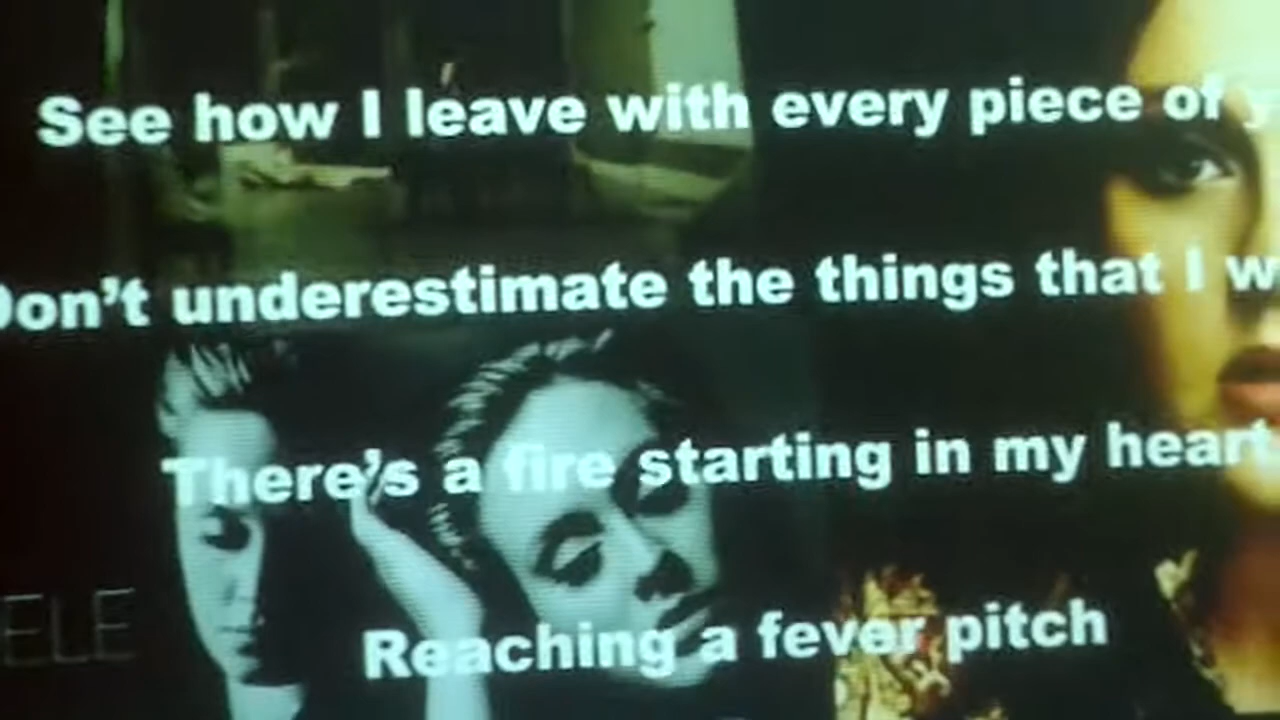 See how I leave with every piece of
Don't underestimate the things that I
There's a fire starting in my heart
ELE
Reaching a fever pitch